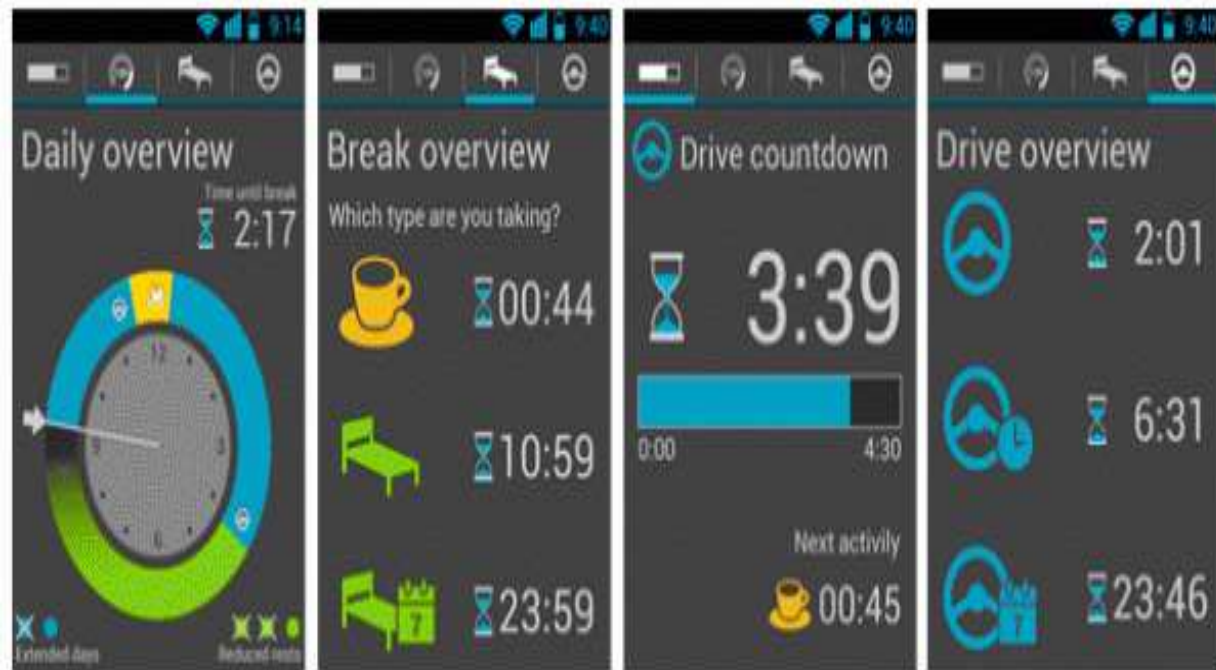 9:14
Daily overview
Time until break
2:17
12
3
6
9
Extended days
Reduced rests
9:40
Break overview
Which type are you taking?
00:44
10:59
7
23:59
9:40
Drive countdown
3:39
0:00
4:30
Next activily
00:45
9:40
Drive overview
2:01
6:31
7
23:46